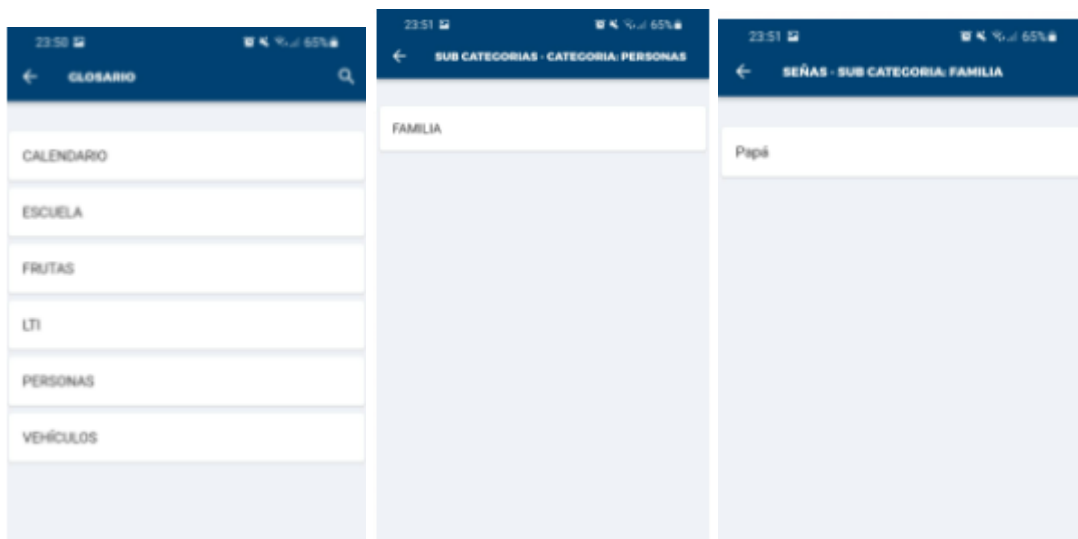 23:50 65%
GLOSARIO
CALENDARIO
ESCUELA
FRUTAS
LTI
PERSONAS
VEHÍCULOS
23:51 65%
SUB CATEGORIAS - CATEGORIA: PERSONAS
FAMILIA
23:51 65%
SEÑAS - SUB CATEGORIA: FAMILIA
Papá